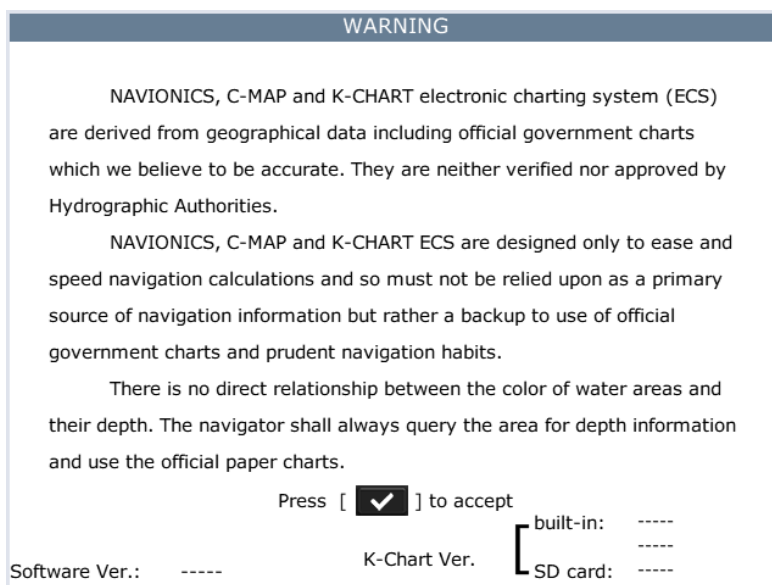 WARNING
NAVIONICS, C-MAP and K-CHART electronic charting system (ECS)
are derived from geographical data including official government charts
which we believe to be accurate. They are neither verified nor approved by
Hydrographic Authorities.
NAVIONICS, C-MAP and K-CHART ECS are designed only to ease and
speed navigation calculations and so must not be relied upon as a primary
source of navigation information but rather a backup to use of official
government charts and prudent navigation habits.
There is no direct relationship between the color of water areas and
their depth. The navigator shall always query the area for depth information
and use the official paper charts.
Press [ ✓ ] to accept
built-in: -----
-----
K-Chart Ver.
SD card: -----
Software Ver.: -----